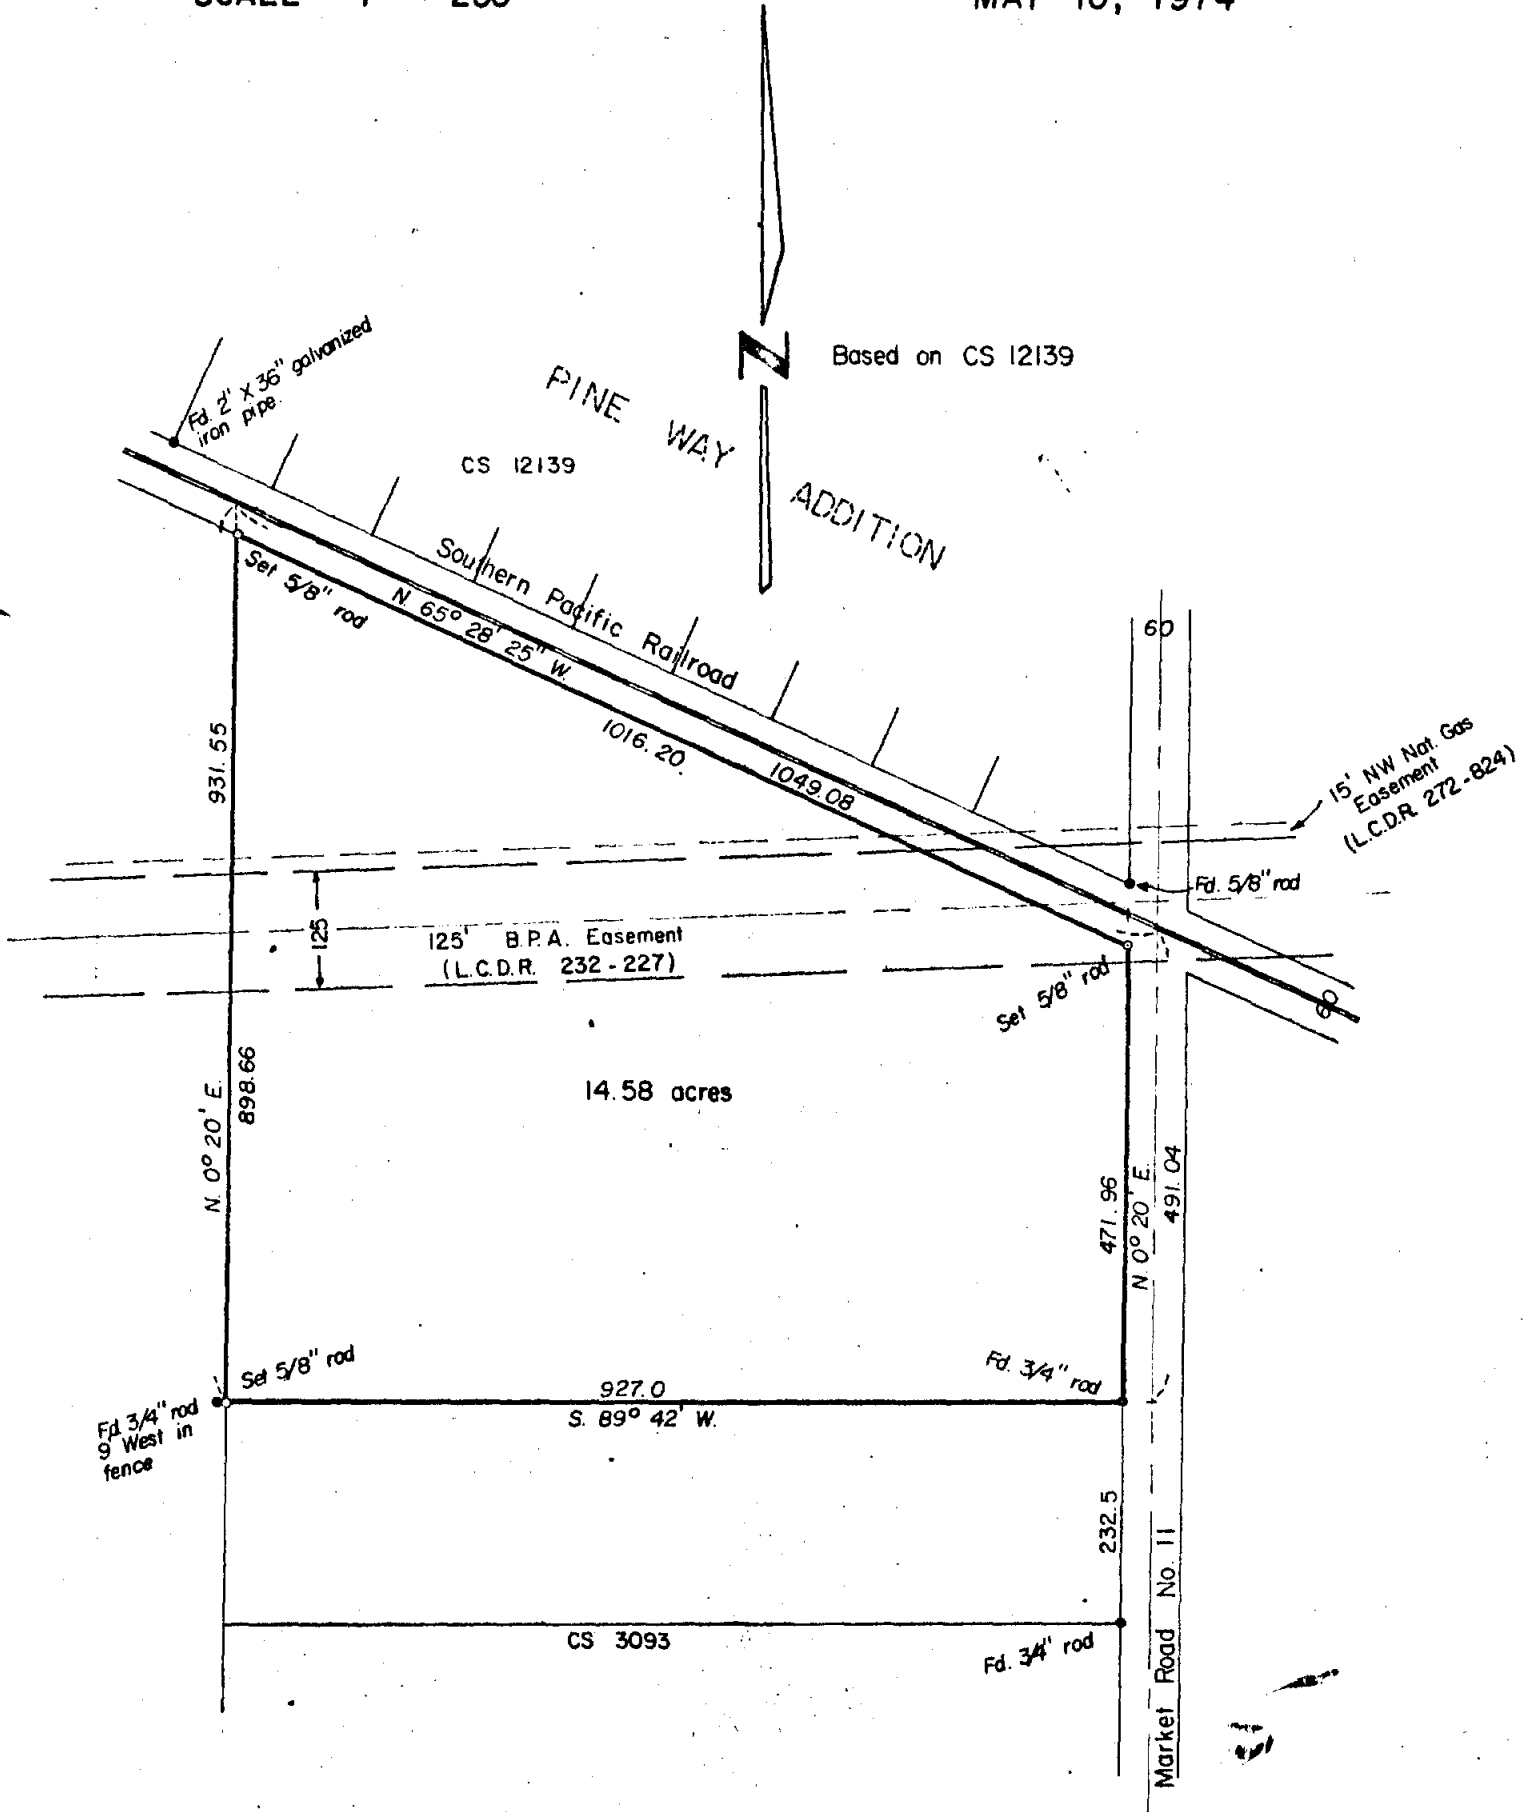 MAY 10, 1974
N
Based on CS 12139
Fd. 2" X 36" galvanized
iron pipe.
PINE WAY ADDITION
CS 12139
Southern Pacific Railroad
Set 5/8" rod
N. 65° 28' 25" W.
1016.20
1049.08
60
931.55
15' NW Nat. Gas
Easement
(L.C.D.R. 272-824)
Fd. 5/8" rod
125
125' B.P.A. Easement
(L.C.D.R. 232-227)
Set 5/8" rod
60
14.58 acres
N. 0° 20' E.
898.66
471.96
N. 0° 20' E.
491.04
Set 5/8" rod
Fd. 3/4" rod
927.0
S. 89° 42' W.
Fd. 3/4" rod
9' West in
fence
232.5
Market Road No. 11
CS 3093
Fd. 3/4" rod